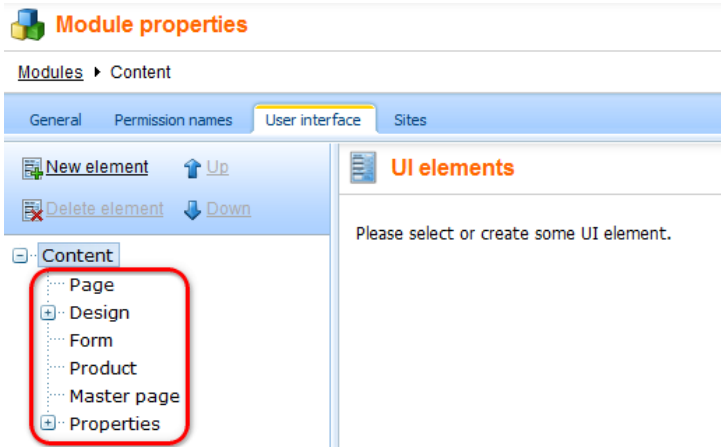 Module properties
Modules ▸ Content
General Permission names User interface Sites
New element Up
Delete element Down
UI elements
Please select or create some UI element.
Content
Page
Design
Form
Product
Master page
Properties